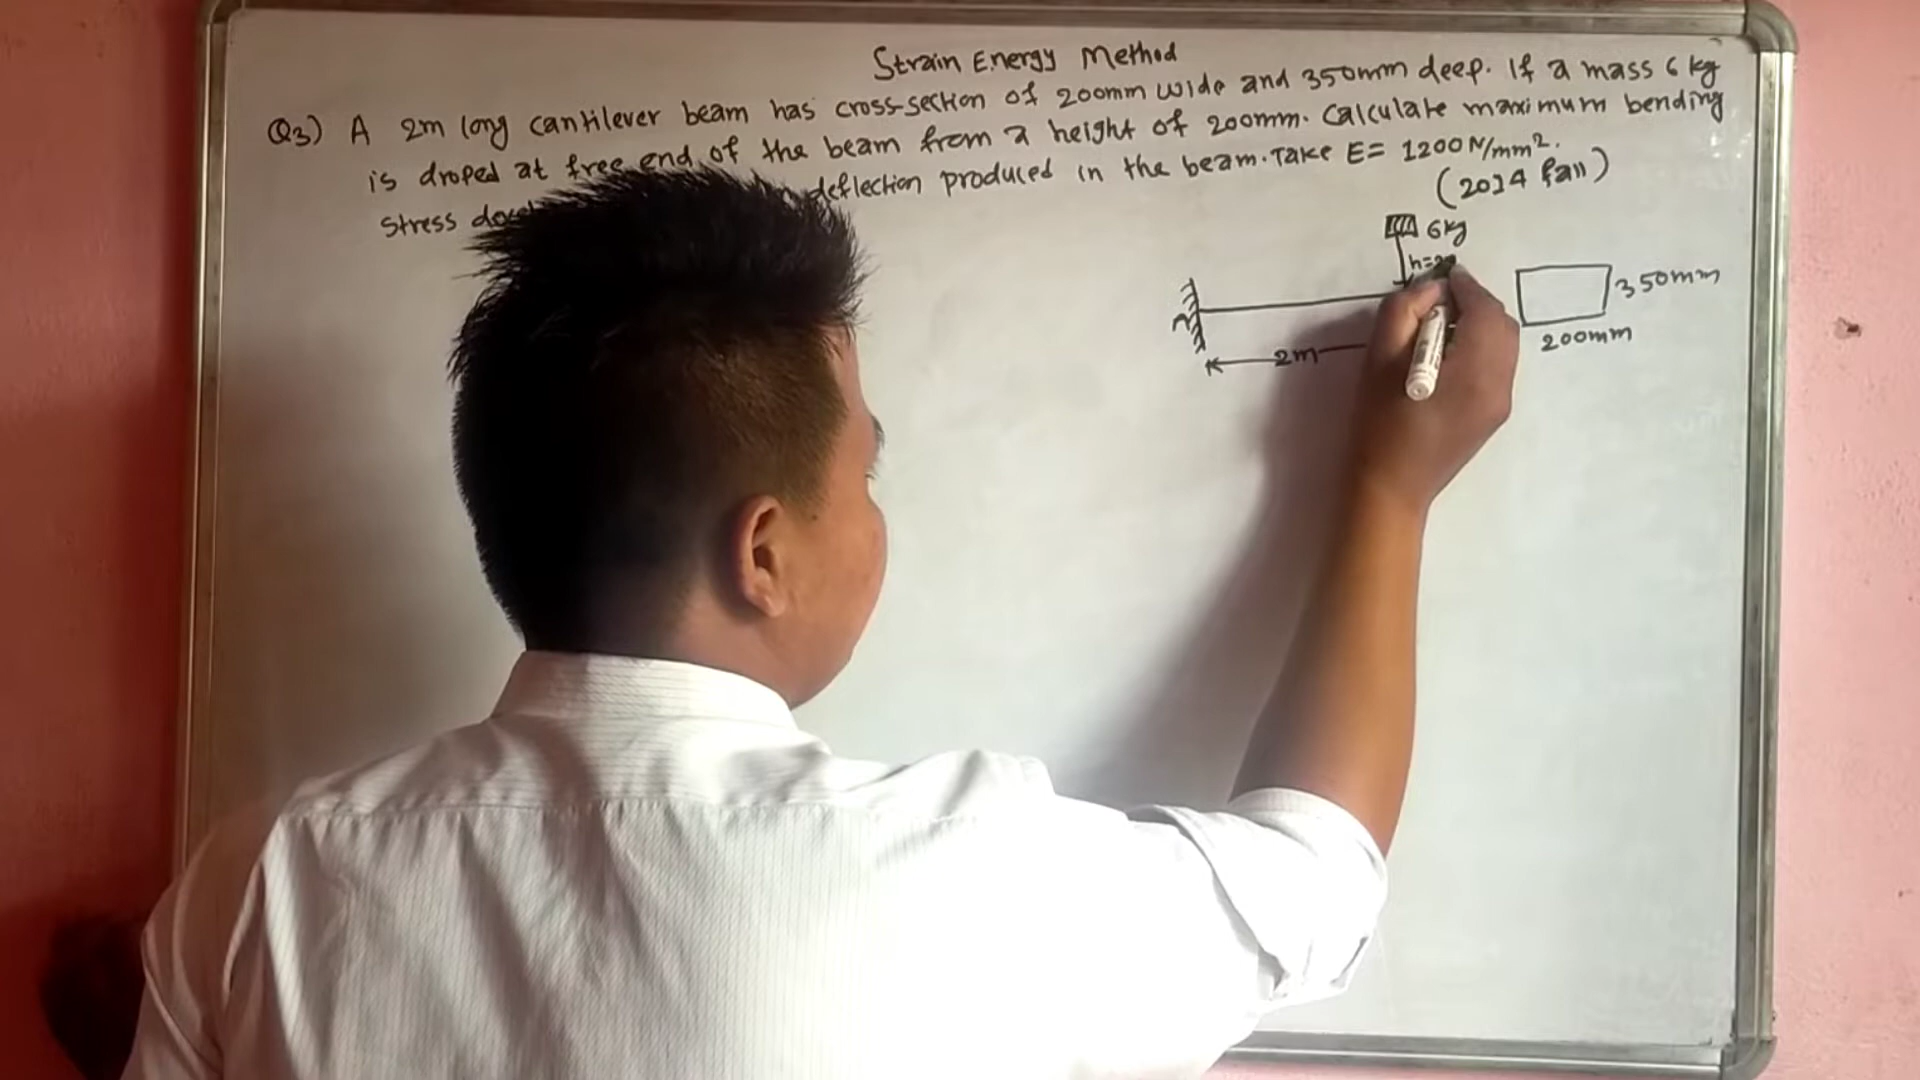 Strain Energy Method
Q3) A 2m long cantilever beam has cross-section of 200mm wide and 350mm deep. If a mass 6 kg
is droped at free end of the beam from a height of 200mm. Calculate maximum bending
stress deflection produced in the beam. Take E= 1200N/mm².
(2014 fall)
6kg
h=
350mm
200mm
2m